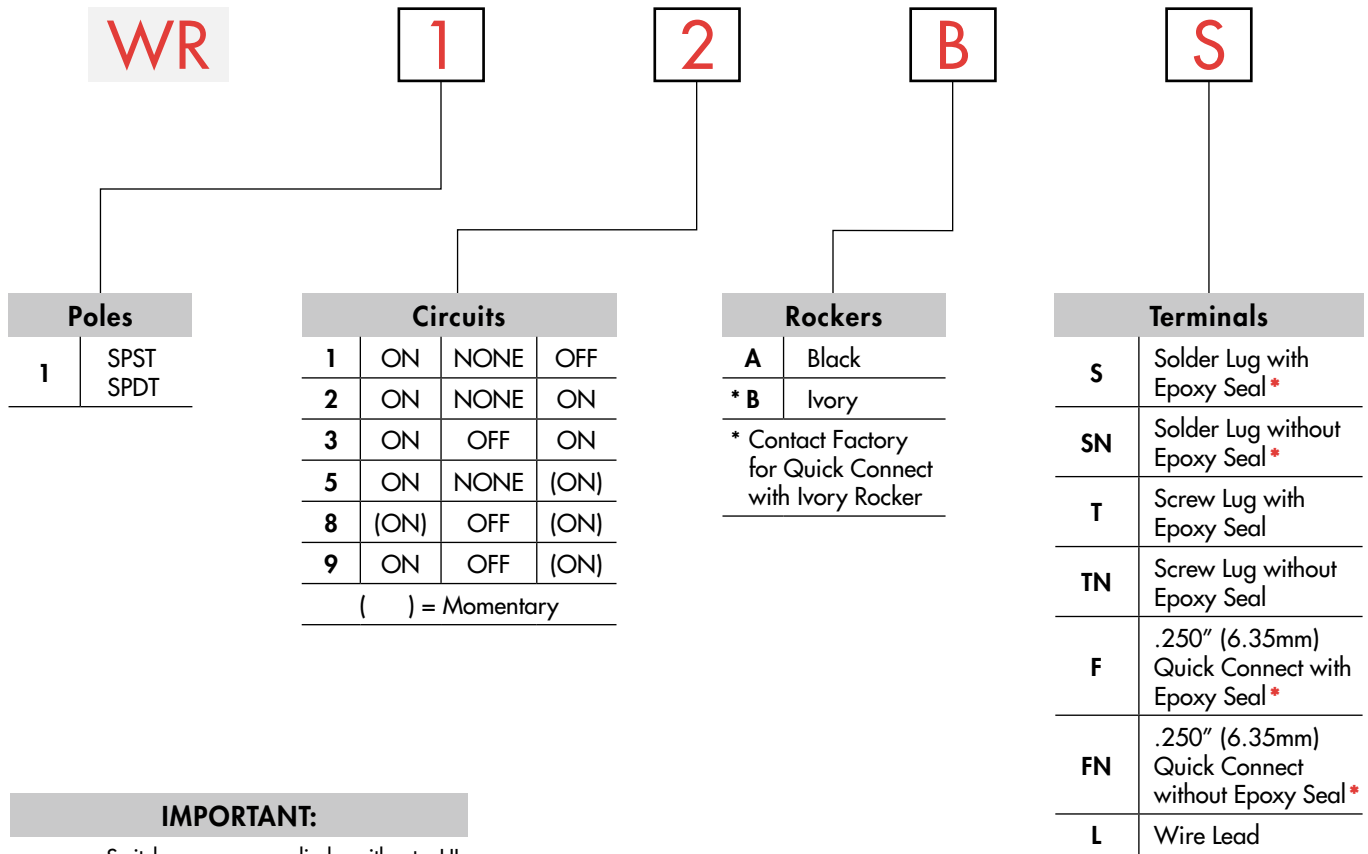 WR 1 2 B S
Poles
1 SPST
SPDT
Circuits
1 ON NONE OFF
2 ON NONE ON
3 ON OFF ON
5 ON NONE (ON)
8 (ON) OFF (ON)
9 ON OFF (ON)
( ) = Momentary
Rockers
A Black
* B Ivory
* Contact Factory
for Quick Connect
with Ivory Rocker
Terminals
S Solder Lug with
Epoxy Seal *
SN Solder Lug without
Epoxy Seal *
T Screw Lug with
Epoxy Seal
TN Screw Lug without
Epoxy Seal
F .250″ (6.35mm)
Quick Connect with
Epoxy Seal *
FN .250″ (6.35mm)
Quick Connect
without Epoxy Seal *
L Wire Lead
IMPORTANT: